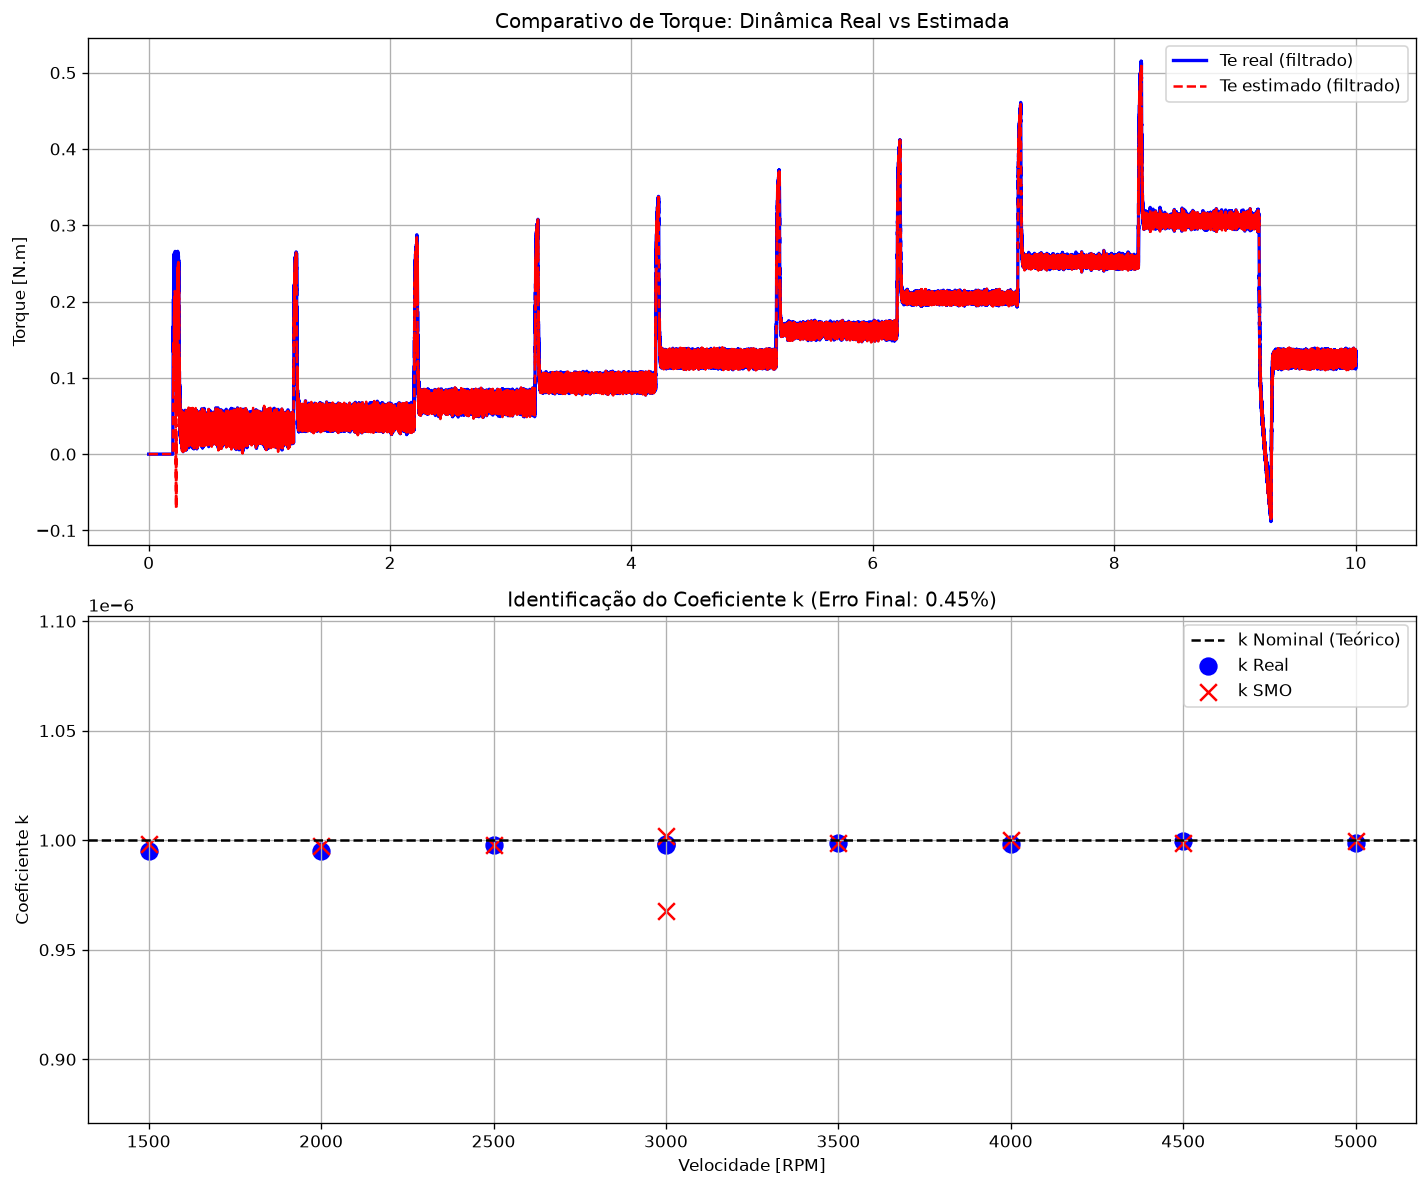 Comparativo de Torque: Dinâmica Real vs Estimada
Te real (filtrado)
Te estimado (filtrado)
Torque [N.m]
0.5
0.4
0.3
0.2
0.1
0.0
−0.1
0 2 4 6 8 10
1e−6
Identificação do Coeficiente k (Erro Final: 0.45%)
k Nominal (Teórico)
k Real
k SMO
Coeficiente k
1.10
1.05
1.00
0.95
0.90
1500 2000 2500 3000 3500 4000 4500 5000
Velocidade [RPM]